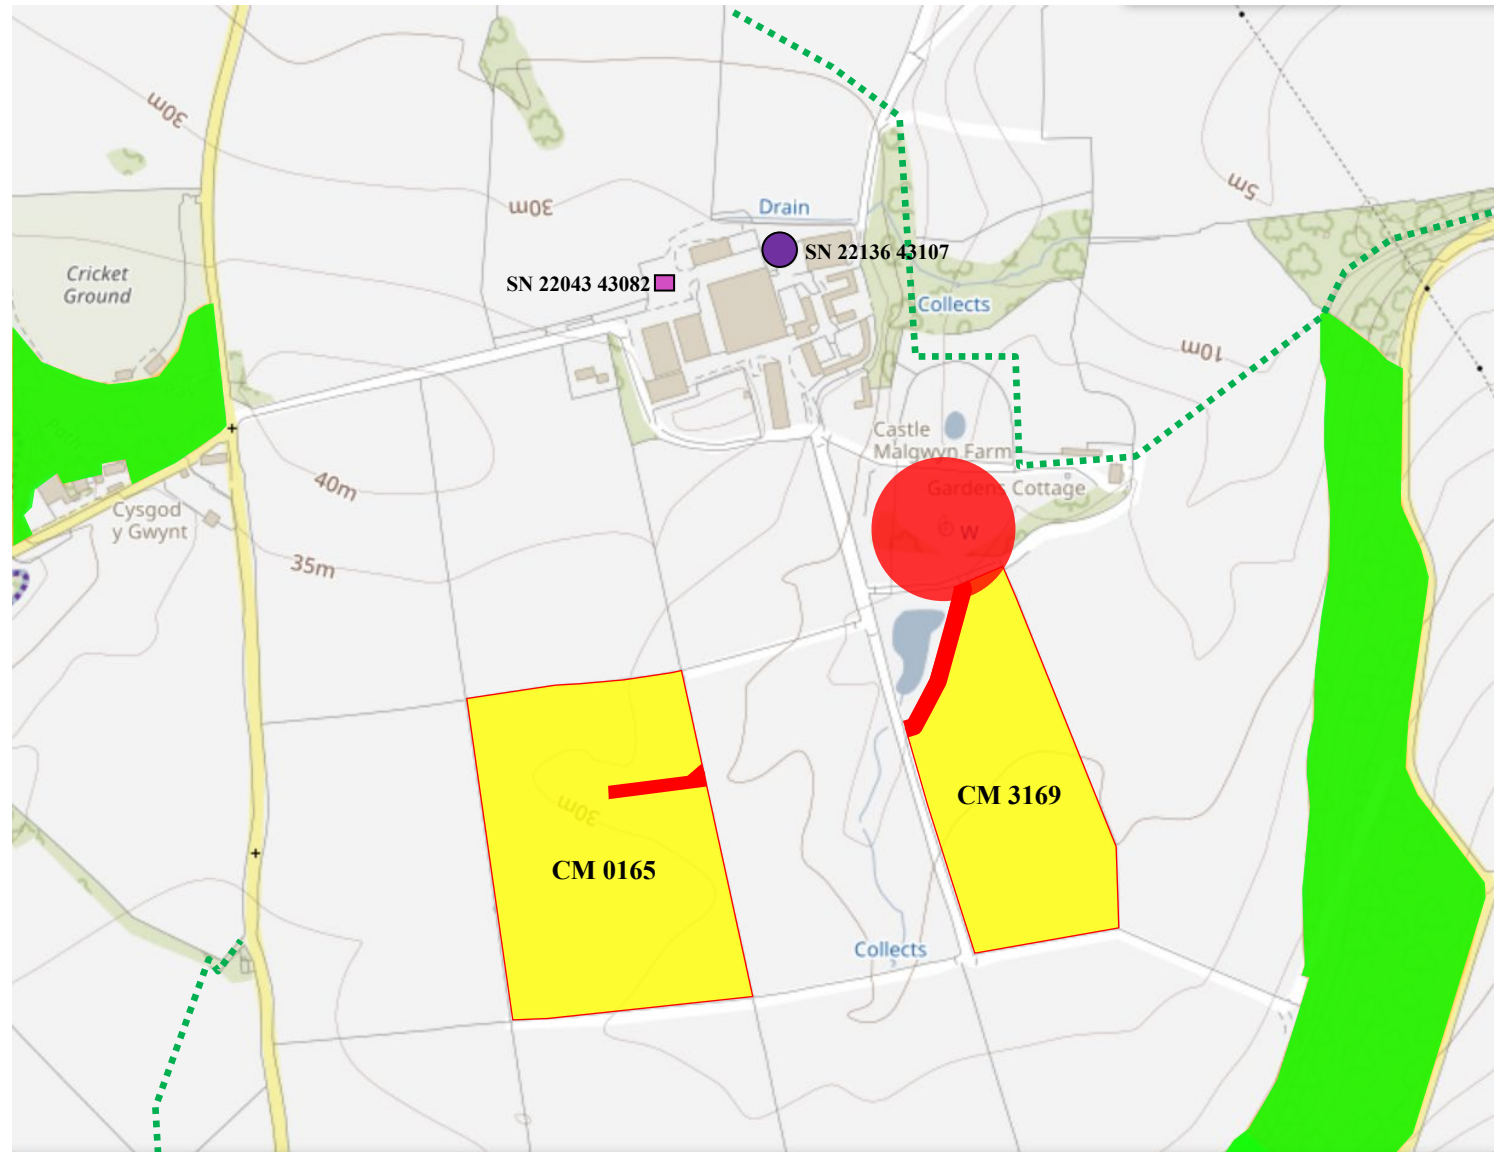 30m
5m
Drain
30m
SN 22136 43107
Cricket
Ground
SN 22043 43082
Collects
10m
Castle
Malgwyn Farm
Path
40m
Gardens Cottage
Cysgod
y Gwynt
W
35m
CM 3169
30m
CM 0165
Collects